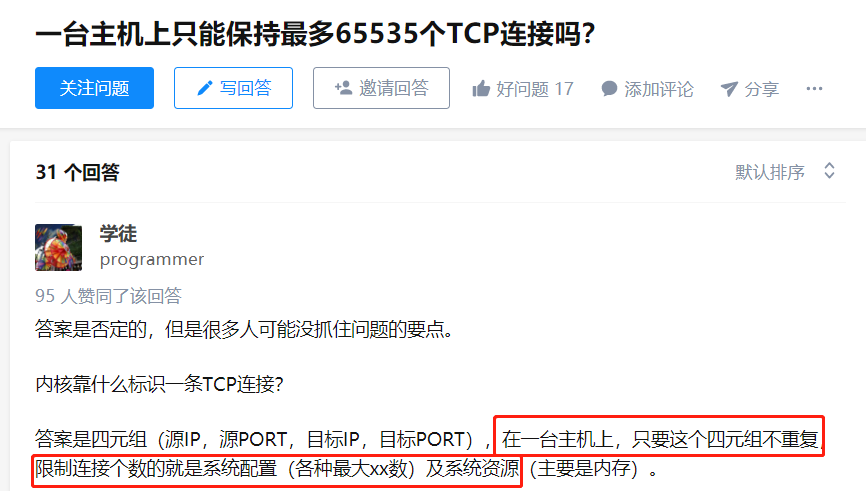 一台主机上只能保持最多65535个TCP连接吗？
关注问题 写回答 邀请回答 好问题 17 添加评论 分享 ···
31 个回答 默认排序
学徒
programmer
95 人赞同了该回答
答案是否定的，但是很多人可能没抓住问题的要点。
内核靠什么标识一条TCP连接？
答案是四元组（源IP，源PORT，目标IP，目标PORT），在一台主机上，只要这个四元组不重复，
限制连接个数的就是系统配置（各种最大xx数）及系统资源（主要是内存）。